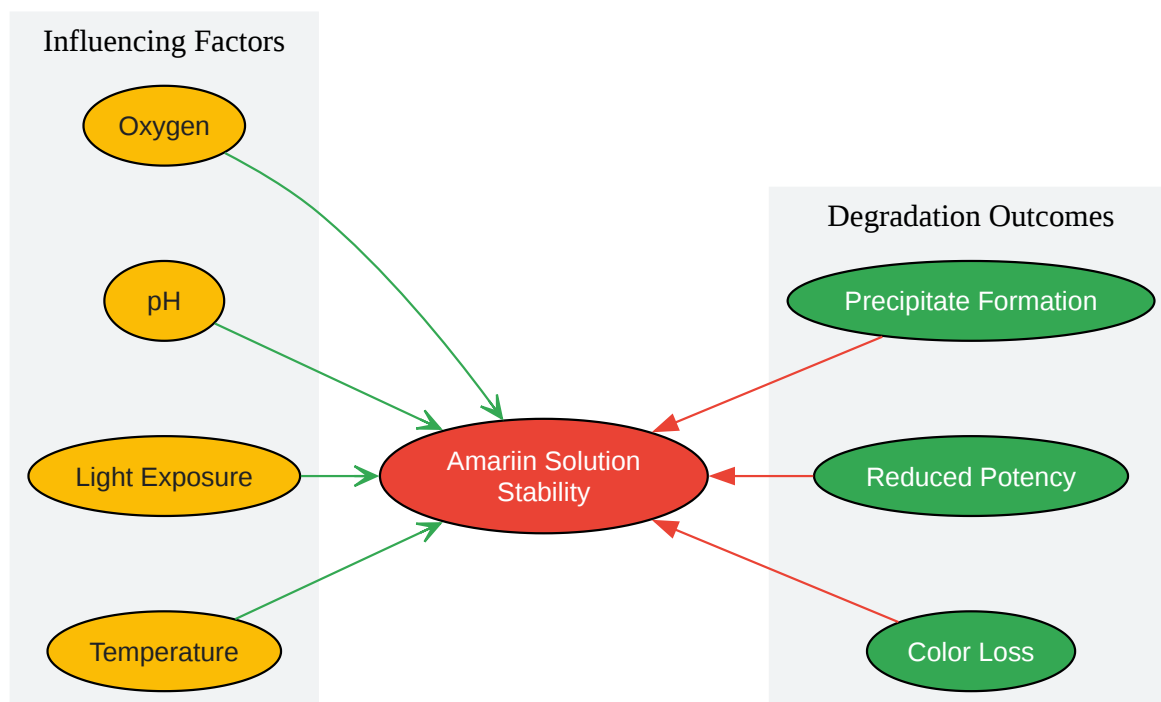 Influencing Factors
Oxygen
pH
Light Exposure
Temperature
Amariin Solution
Stability
Degradation Outcomes
Precipitate Formation
Reduced Potency
Color Loss